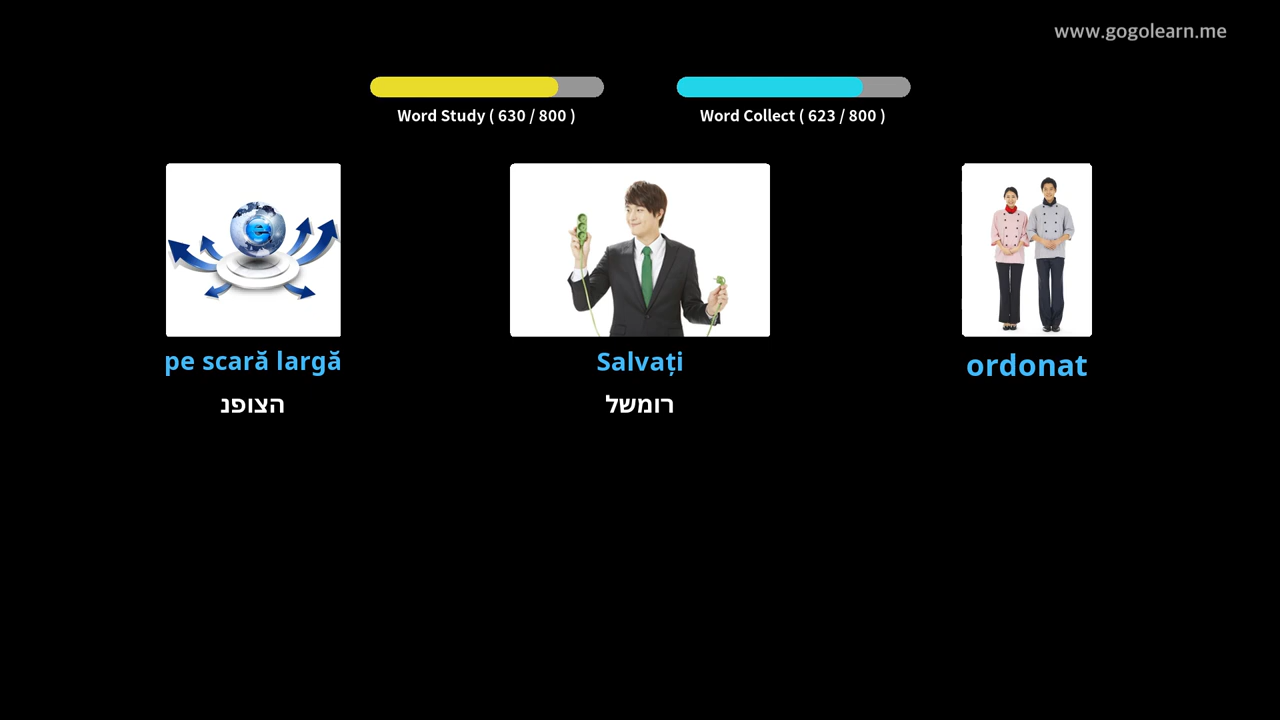 www.gogolearn.me
Word Study ( 630 / 800 )
Word Collect ( 623 / 800 )
pe scară largă
הצופנ
Salvați
רומשל
ordonat